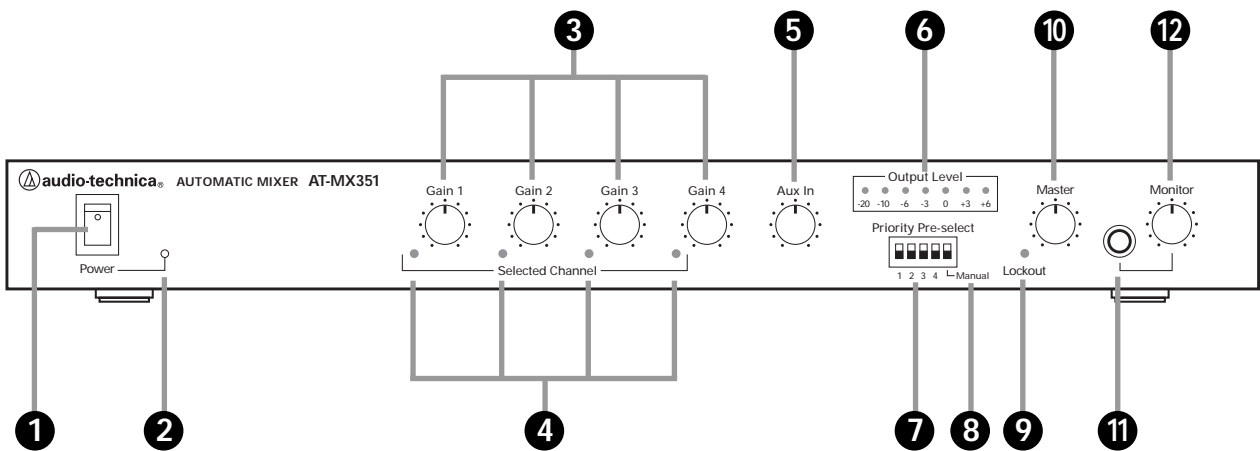 3 5 6 10 12
audio-technica® AUTOMATIC MIXER AT-MX351
Gain 1 Gain 2 Gain 3 Gain 4 Aux In
Output Level
-20 -10 -6 -3 0 +3 +6
Master Monitor
Priority Pre-select
1 2 3 4 Manual
Power
Selected Channel
Lockout
1 2 4 7 8 9 11